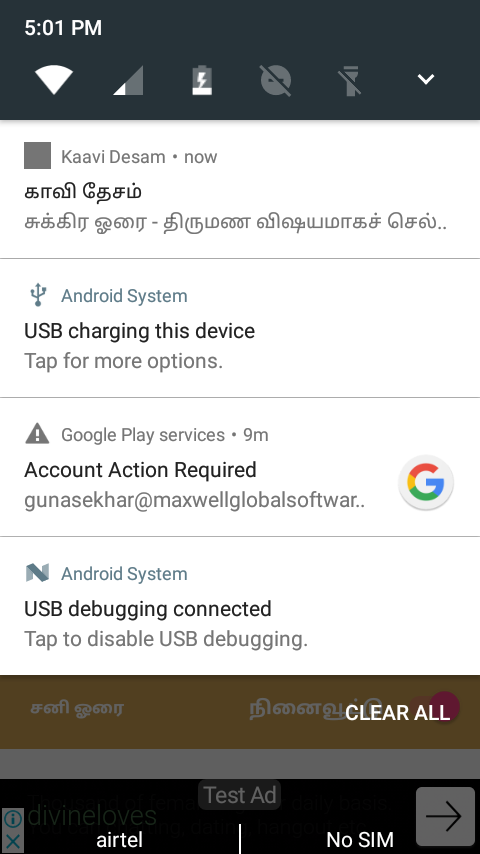 5:01 PM
Kaavi Desam • now
காவி தேசம்
சுக்கிர ஓரை - திருமண விஷயமாகச் செல்..
Android System
USB charging this device
Tap for more options.
Google Play services • 9m
Account Action Required
gunasekhar@maxwellglobalsoftwar..
Android System
USB debugging connected
Tap to disable USB debugging.
சனி ஓரை
நினைவூட்டு
CLEAR ALL
Test Ad
divineloves
airtel
No SIM